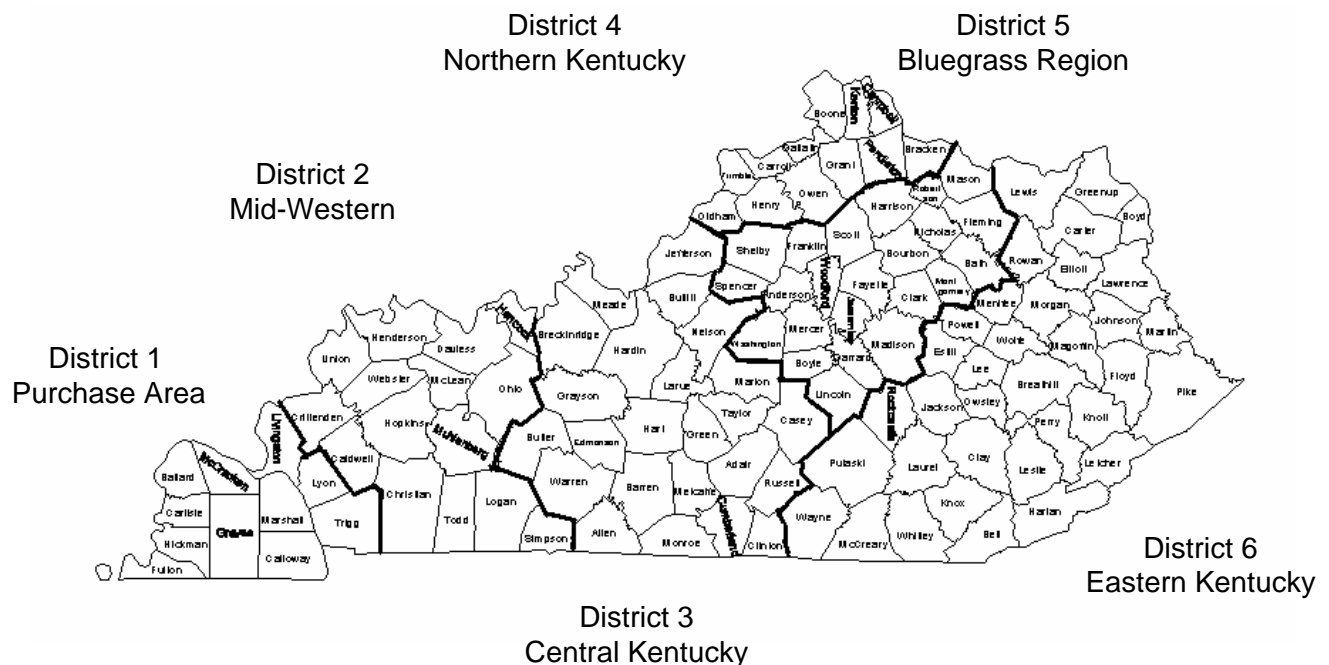 District 4
Northern Kentucky
District 5
Bluegrass Region
District 2
Mid-Western
District 1
Purchase Area
District 6
Eastern Kentucky
District 3
Central Kentucky
Boone
Kenton
Campbell
Gallatin
Carroll
Trimble
Grant
Pendleton
Bracken
Owen
Henry
Oldham
Mason
Robert
son
Harrison
Lewis
Greenup
Boyd
Carter
Fleming
Nicholas
Scott
Franklin
Shelby
Jefferson
Bourbon
Bath
Rowan
Elliott
Lawrence
Spencer
Anderson
Woodford
Fayette
Clark
Mont
gomery
Menifee
Morgan
Johnson
Martin
Meade
Bullitt
Nelson
Mercer
Jessamine
Madison
Powell
Wolfe
Magoffin
Hancock
Breckinridge
Hardin
Washington
Boyle
Garrard
Estill
Lee
Breathitt
Floyd
Pike
Henderson
Daviess
Union
Webster
McLean
Ohio
Grayson
Larue
Marion
Lincoln
Rockcastle
Jackson
Owsley
Perry
Knott
Crittenden
Livingston
Hopkins
Muhlenberg
Butler
Edmonson
Hart
Green
Taylor
Casey
Pulaski
Laurel
Clay
Leslie
Letcher
Ballard
McCracken
Caldwell
Lyon
Christian
Warren
Barren
Metcalfe
Adair
Russell
Knox
Harlan
Carlisle
Graves
Marshall
Trigg
Todd
Logan
Simpson
Allen
Monroe
Cumberland
Clinton
Wayne
McCreary
Whitley
Bell
Hickman
Fulton
Calloway